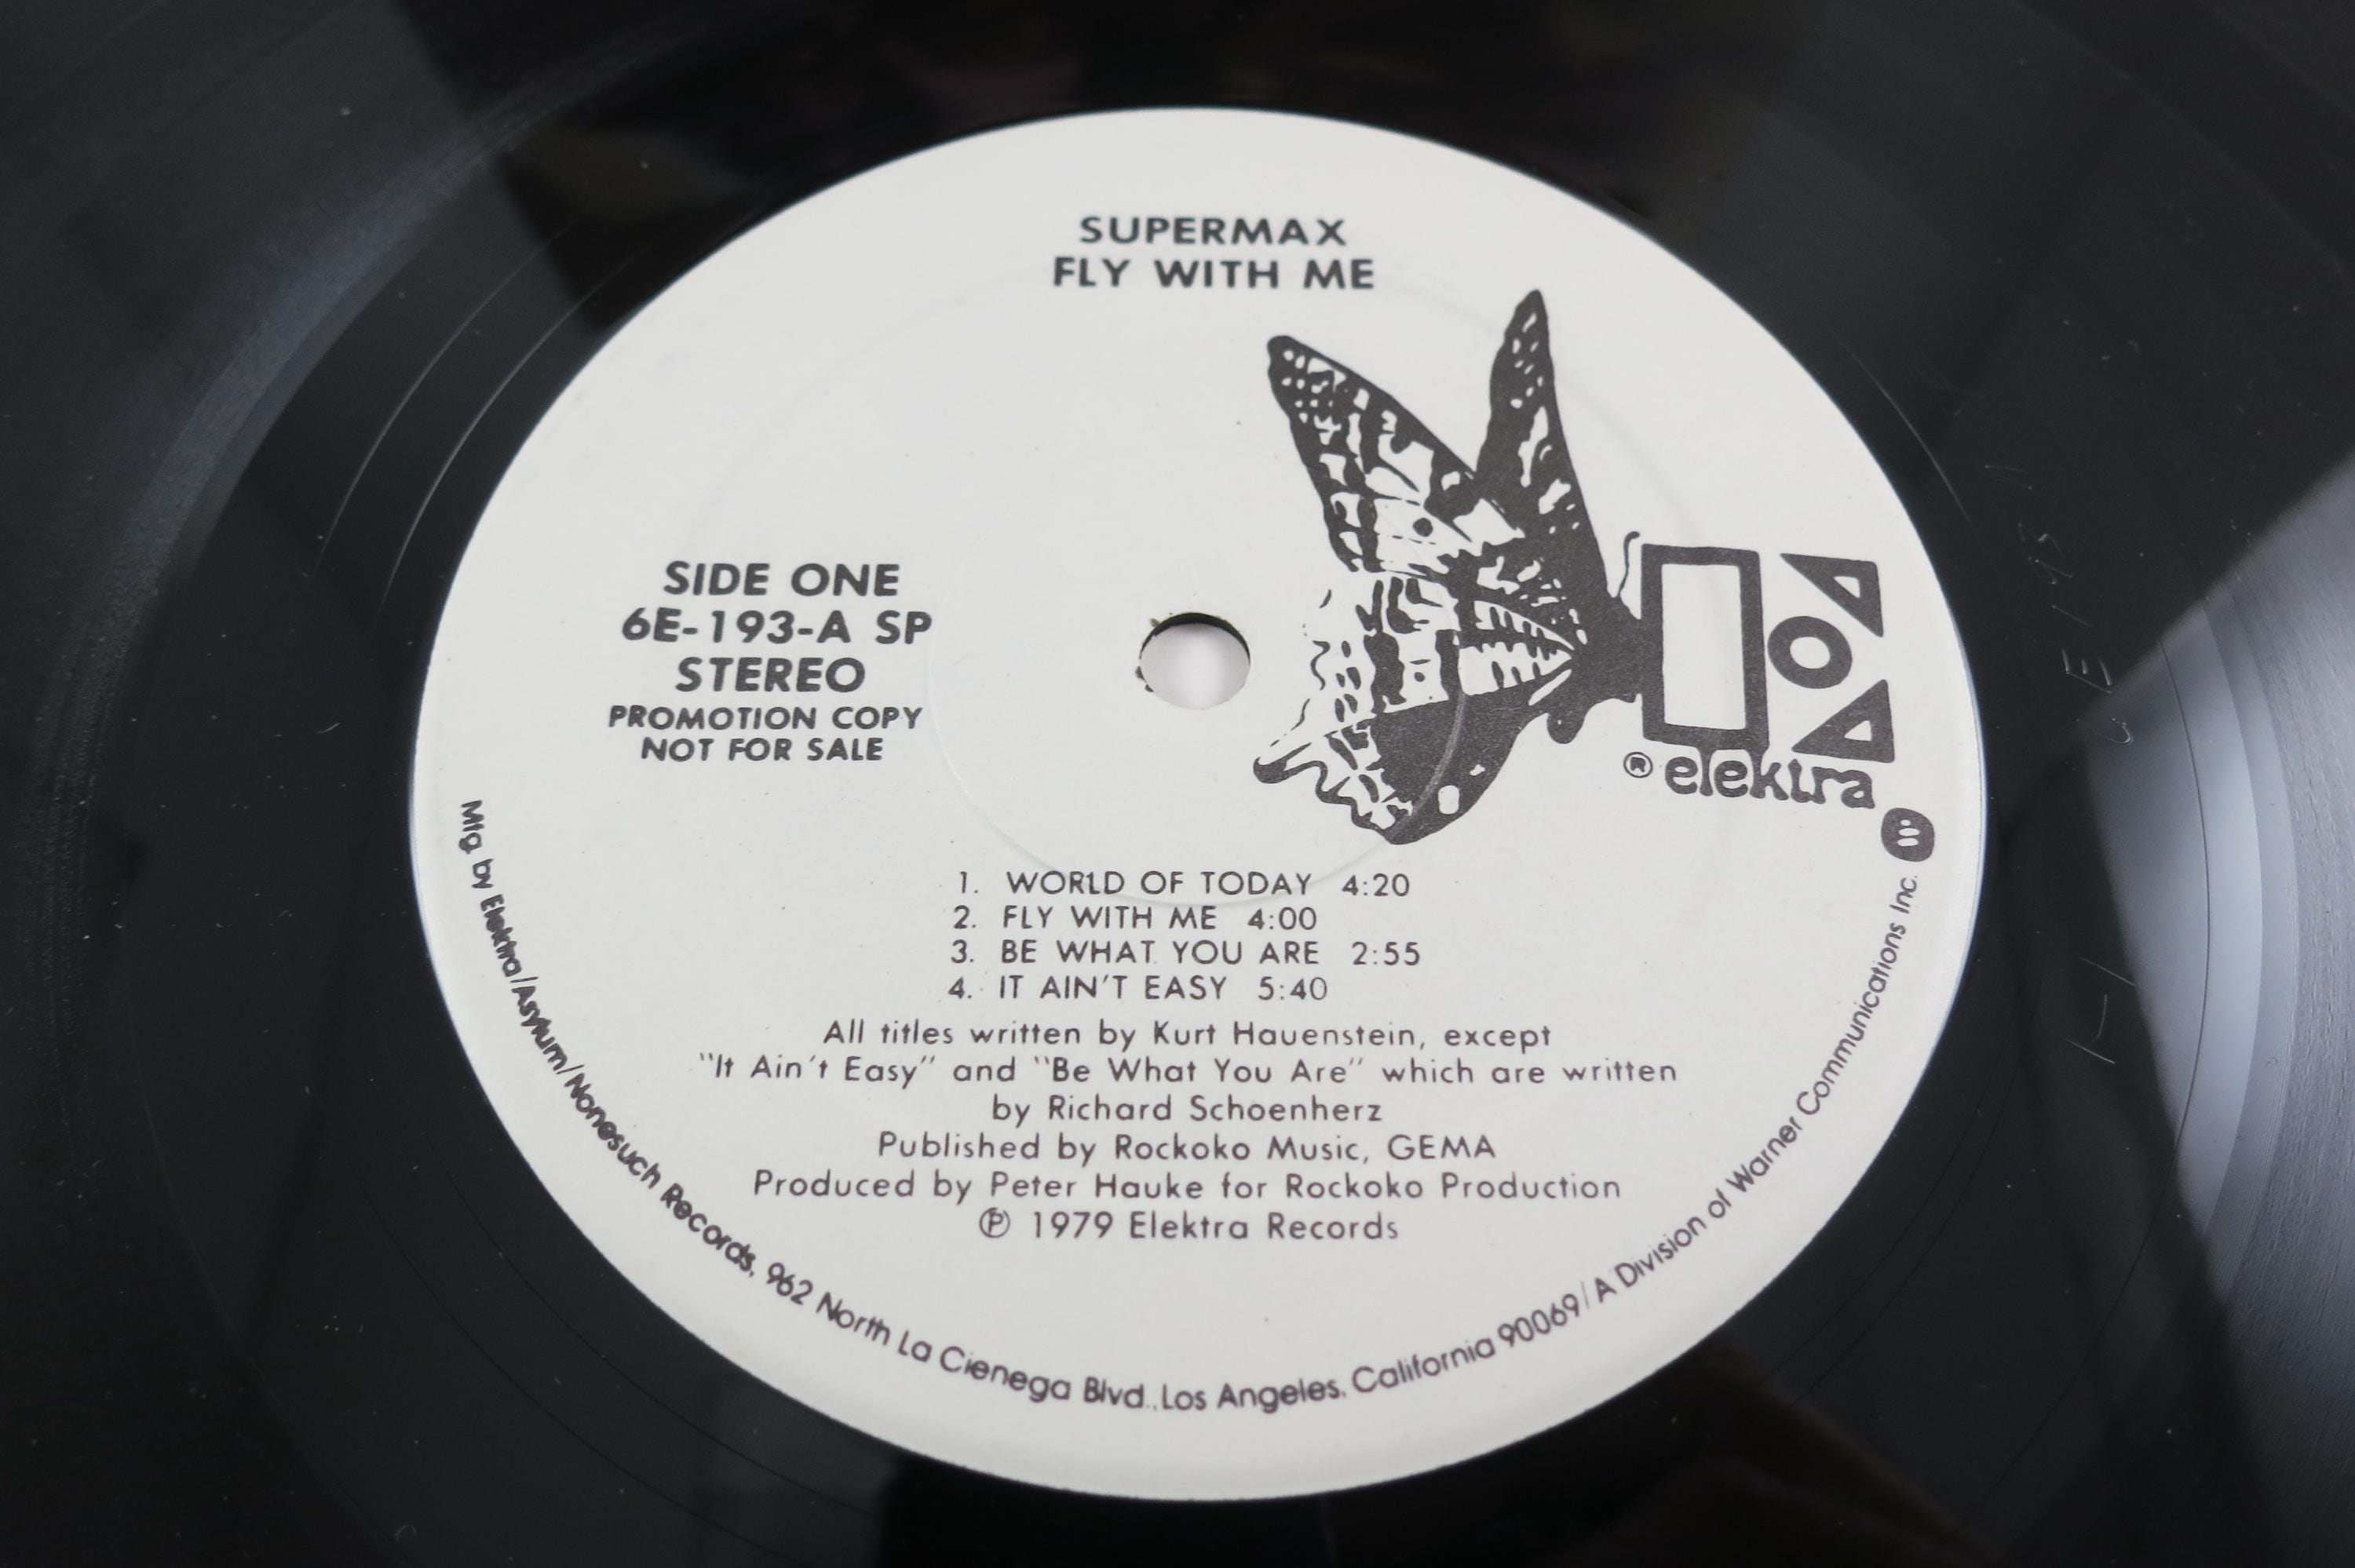 SUPERMAX
FLY WITH ME
SIDE ONE
6E-193-A SP
STEREO
PROMOTION COPY
NOT FOR SALE
® elektra
1. WORLD OF TODAY 4:20
2. FLY WITH ME 4:00
3. BE WHAT YOU ARE 2:55
4. IT AIN'T EASY 5:40
All titles written by Kurt Hauenstein, except
"It Ain't Easy" and "Be What You Are" which are written
by Richard Schoenherz
Published by Rockoko Music, GEMA
Produced by Peter Hauke for Rockoko Production
℗ 1979 Elektra Records
Mfg. by Elektra/Asylum/Nonesuch Records, 962 North La Cienega Blvd., Los Angeles, California 90069/A Division of Warner Communications Inc.